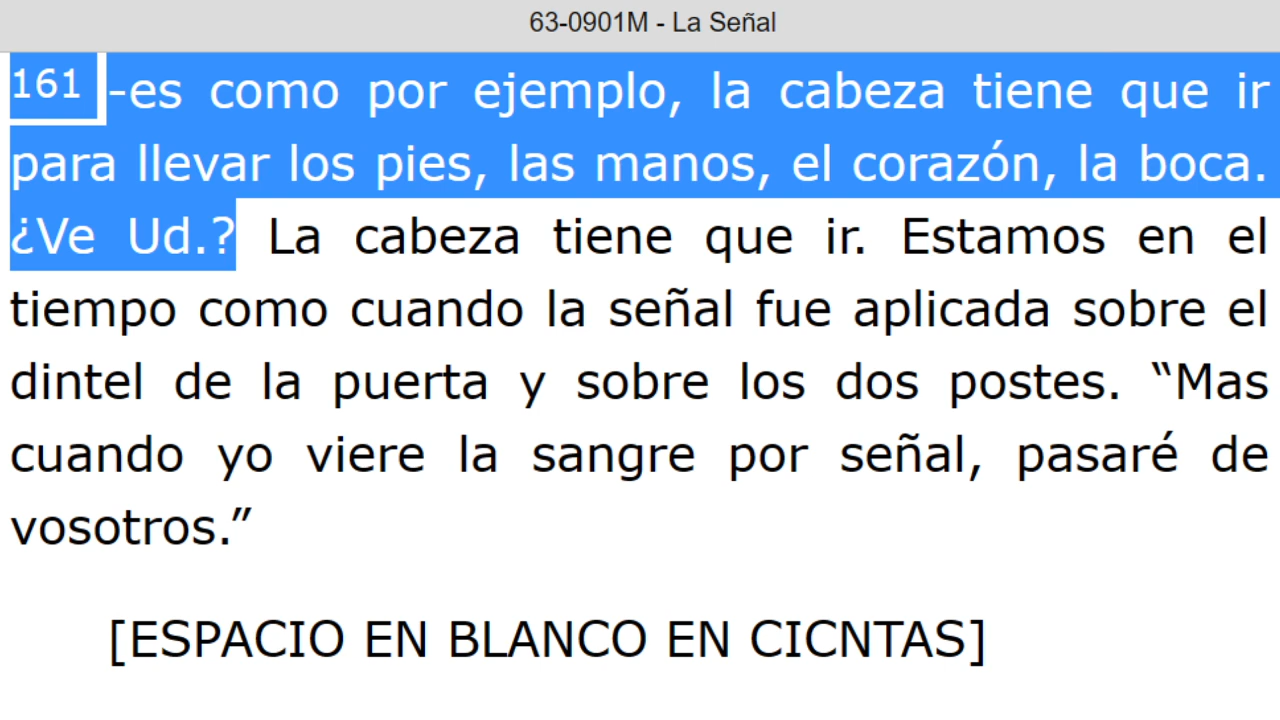 63-0901M - La Señal
161 -es como por ejemplo, la cabeza tiene que ir
para llevar los pies, las manos, el corazón, la boca.
¿Ve Ud.? La cabeza tiene que ir. Estamos en el
tiempo como cuando la señal fue aplicada sobre el
dintel de la puerta y sobre los dos postes. “Mas
cuando yo viere la sangre por señal, pasaré de
vosotros.”
[ESPACIO EN BLANCO EN CICNTAS]